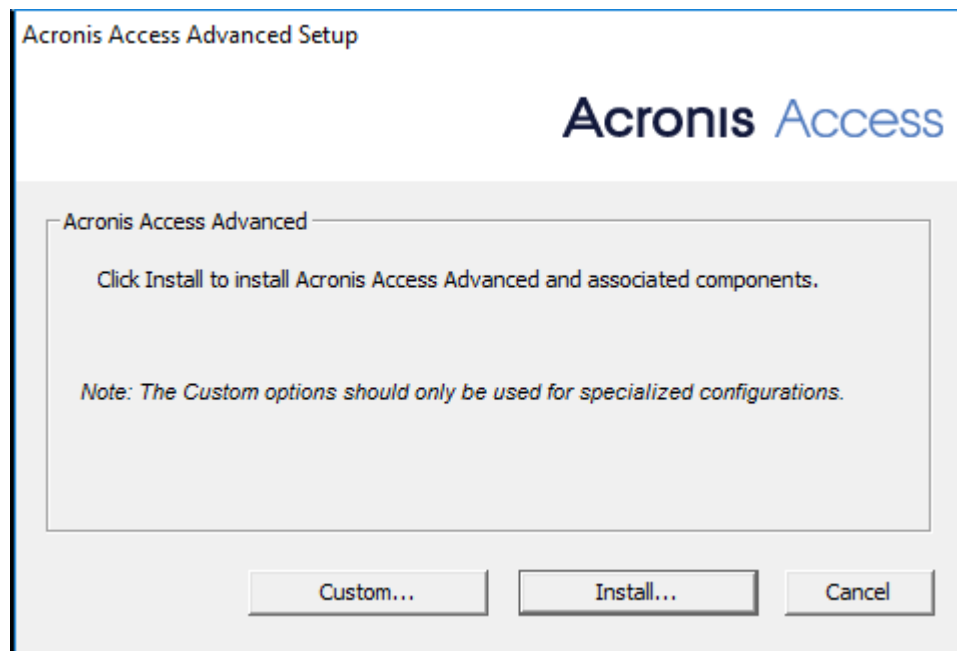 Acronis Access Advanced Setup
Acronis Access
Acronis Access Advanced
Click Install to install Acronis Access Advanced and associated components.
Note: The Custom options should only be used for specialized configurations.
Custom... Install... Cancel